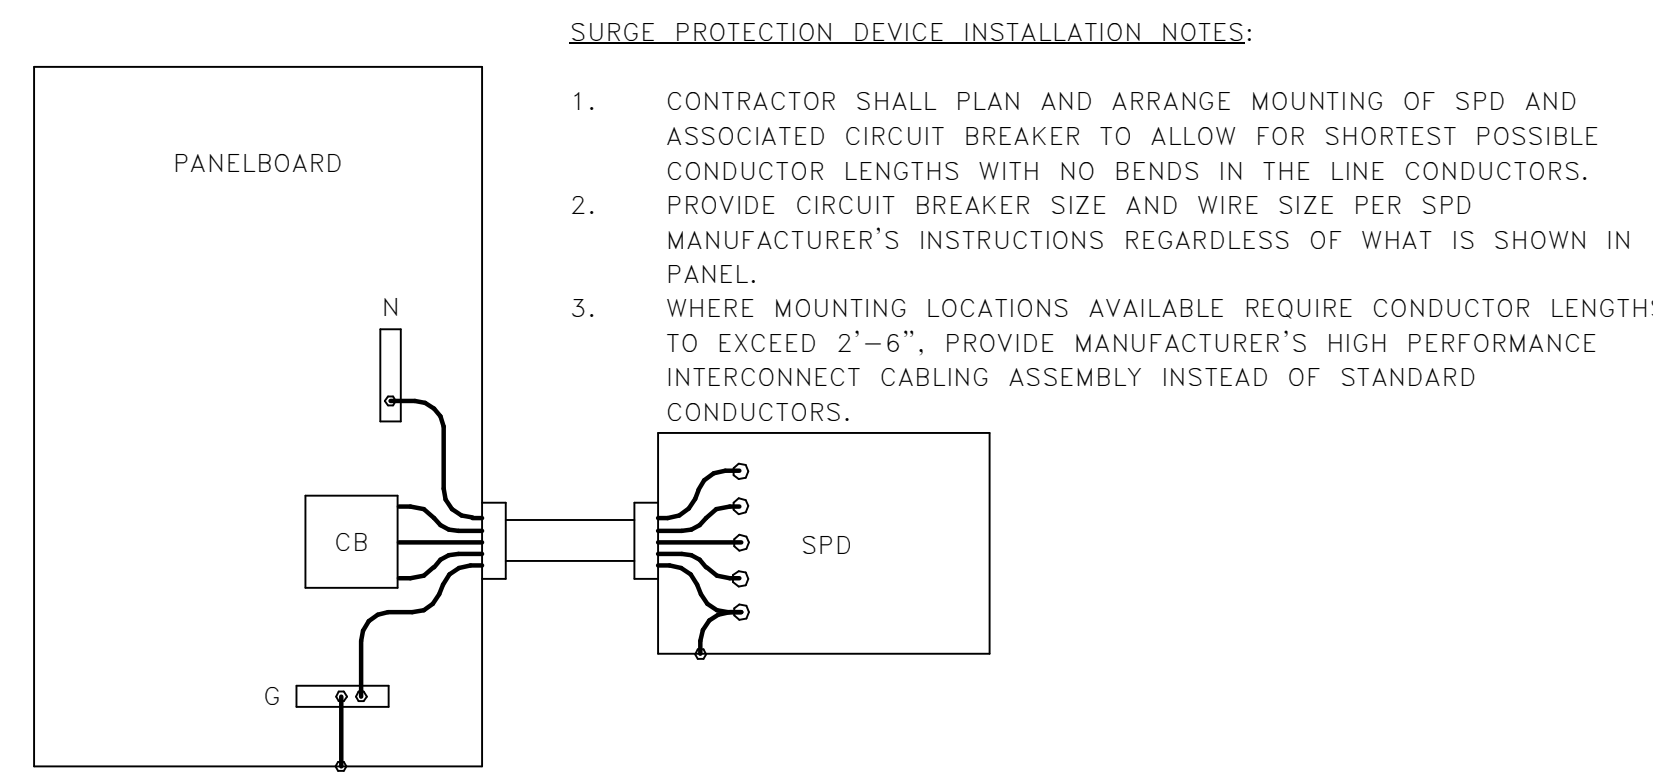 SURGE PROTECTION DEVICE INSTALLATION NOTES:
1. CONTRACTOR SHALL PLAN AND ARRANGE MOUNTING OF SPD AND
ASSOCIATED CIRCUIT BREAKER TO ALLOW FOR SHORTEST POSSIBLE
CONDUCTOR LENGTHS WITH NO BENDS IN THE LINE CONDUCTORS.
2. PROVIDE CIRCUIT BREAKER SIZE AND WIRE SIZE PER SPD
MANUFACTURER'S INSTRUCTIONS REGARDLESS OF WHAT IS SHOWN IN
PANEL.
3. WHERE MOUNTING LOCATIONS AVAILABLE REQUIRE CONDUCTOR LENGTHS
TO EXCEED 2'-6", PROVIDE MANUFACTURER'S HIGH PERFORMANCE
INTERCONNECT CABLING ASSEMBLY INSTEAD OF STANDARD
CONDUCTORS.
PANELBOARD
N
CB
SPD
G